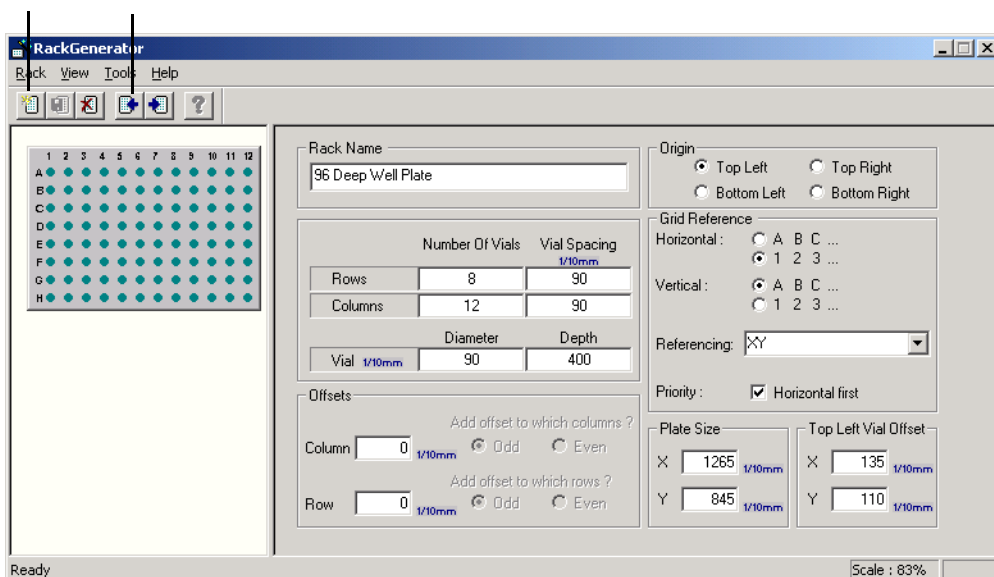 RackGenerator
Rack View Tools Help
?
1 2 3 4 5 6 7 8 9 10 11 12
A
B
C
D
E
F
G
H
Rack Name
96 Deep Well Plate
Number Of Vials Vial Spacing
1/10mm
Rows 8 90
Columns 12 90
Diameter Depth
Vial 1/10mm 90 400
Offsets
Add offset to which columns ?
Column 0 1/10mm Odd Even
Add offset to which rows ?
Row 0 1/10mm Odd Even
Origin
Top Left Top Right
Bottom Left Bottom Right
Grid Reference
Horizontal : A B C ...
1 2 3 ...
Vertical : A B C ...
1 2 3 ...
Referencing: XY
Priority : Horizontal first
Plate Size
X 1265 1/10mm
Y 845 1/10mm
Top Left Vial Offset
X 135 1/10mm
Y 110 1/10mm
Ready
Scale : 83%